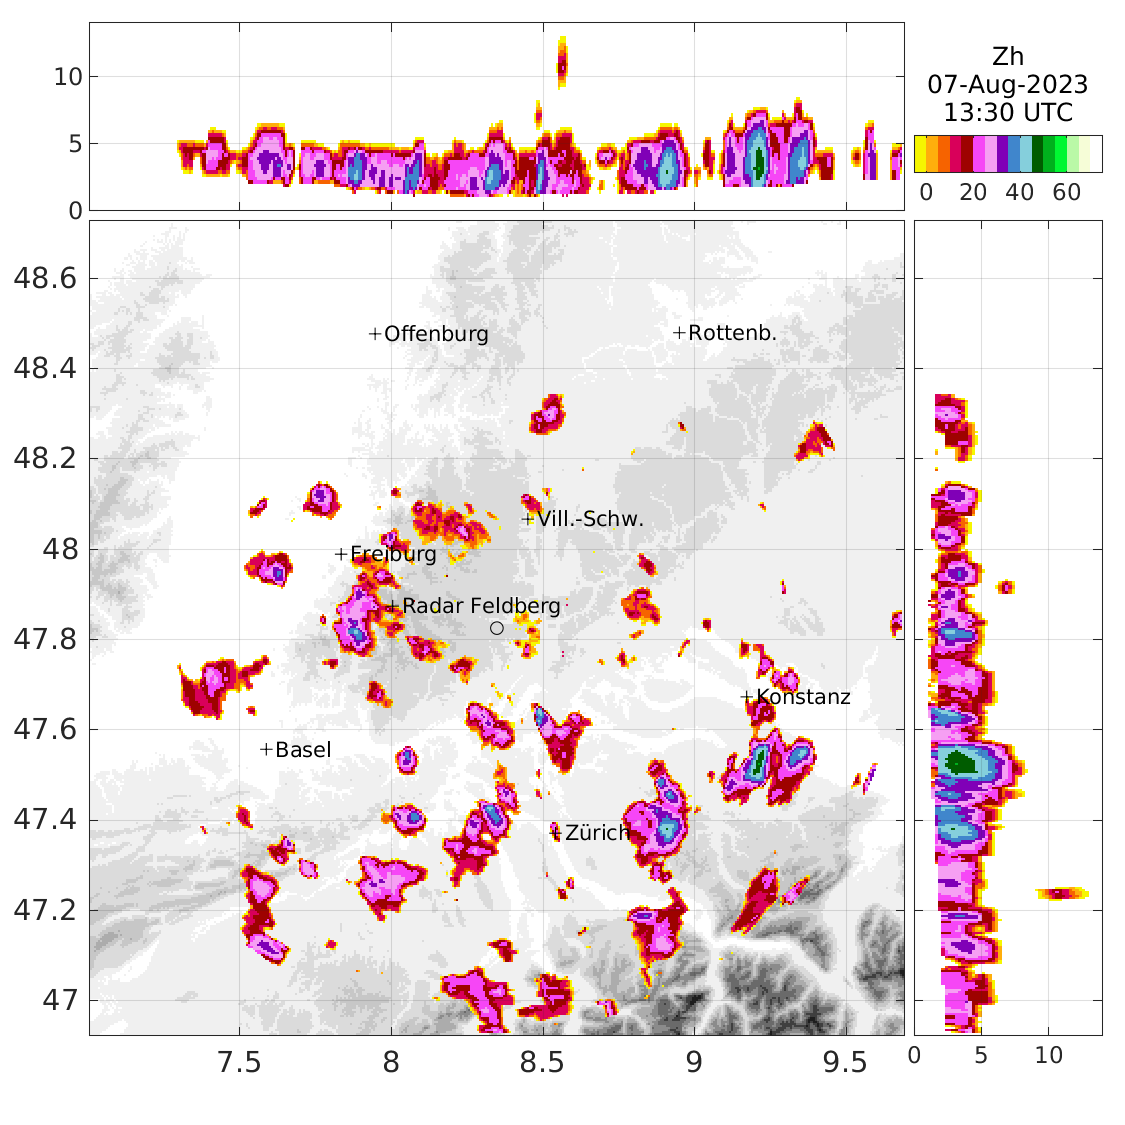 10
5
0
Zh
07-Aug-2023
13:30 UTC
0 20 40 60
48.6
48.4
48.2
48
47.8
47.6
47.4
47.2
47
+Offenburg
+Rottenb.
+Vill.-Schw.
+Freiburg
+Radar Feldberg
+Konstanz
+Basel
+Zürich
7.5 8 8.5 9 9.5
0 5 10